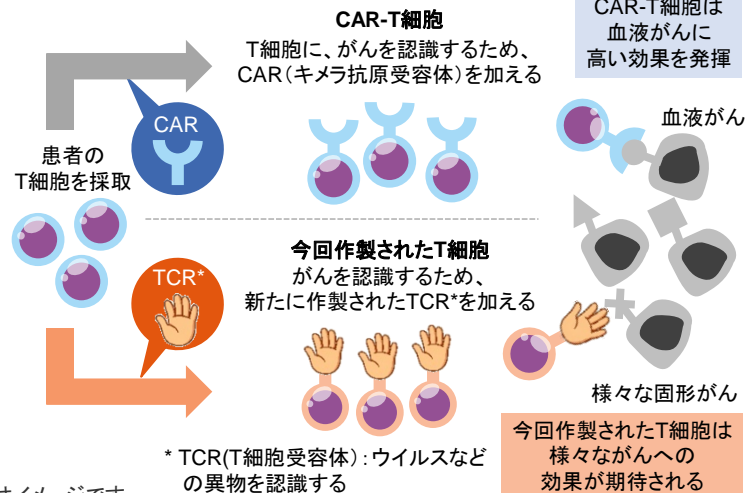 CAR-T細胞
T細胞に、がんを認識するため、
CAR（キメラ抗原受容体）を加える
CAR-T細胞は
血液がんに
高い効果を発揮
CAR
血液がん
患者の
T細胞を採取
今回作製されたT細胞
がんを認識するため、
新たに作製されたTCR*を加える
TCR*
様々な固形がん
今回作製されたT細胞は
様々ながんへの
効果が期待される
* TCR(T細胞受容体)：ウイルスなど
の異物を認識する
はイメージです